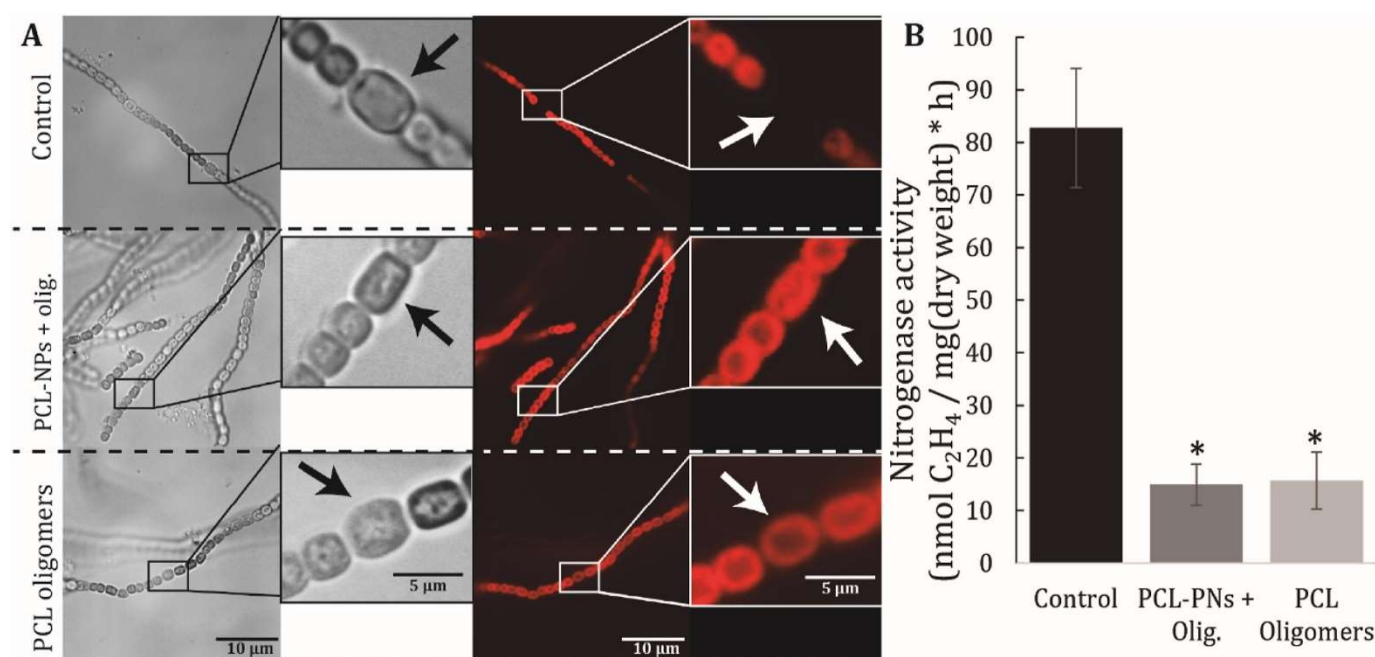 A
Control
PCL-NPs + olig.
PCL oligomers
5 µm
10 µm
10 µm
5 µm
B
Nitrogenase activity
(nmol C₂H₄ / mg(dry weight) * h)
100
90
80
70
60
50
40
30
20
10
0
*
*
Control
PCL-PNs +
Olig.
PCL
Oligomers